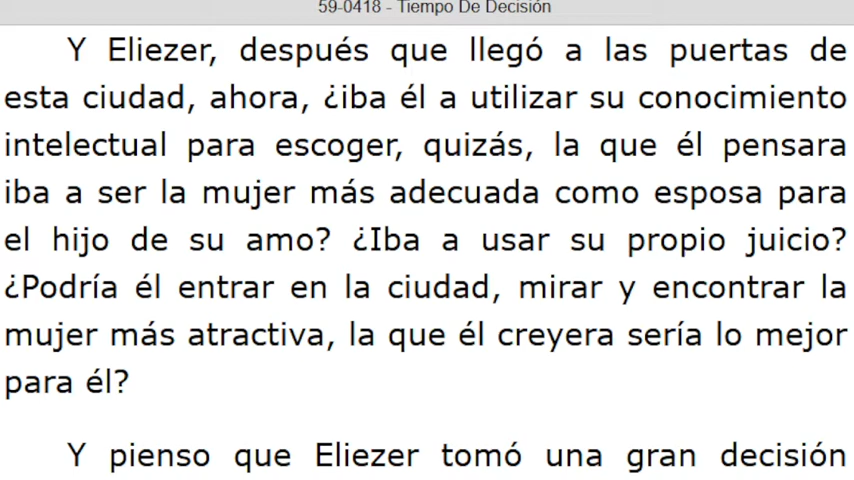 59-0418 - Tiempo De Decisión
Y Eliezer, después que llegó a las puertas de
esta ciudad, ahora, ¿iba él a utilizar su conocimiento
intelectual para escoger, quizás, la que él pensara
iba a ser la mujer más adecuada como esposa para
el hijo de su amo? ¿Iba a usar su propio juicio?
¿Podría él entrar en la ciudad, mirar y encontrar la
mujer más atractiva, la que él creyera sería lo mejor
para él?
Y pienso que Eliezer tomó una gran decisión